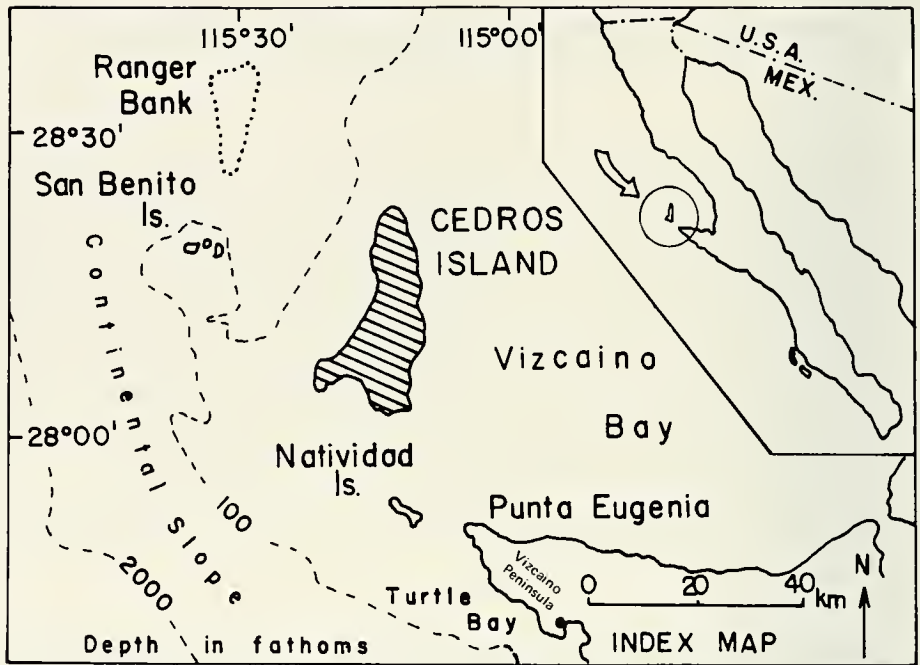 115°30'
115°00'
U.S.A.
MEX.
Ranger
Bank
28°30'
San Benito
Is.
CEDROS
ISLAND
Continental Slope
Vizcaino
Bay
28°00'
Natividad
Is.
100
2000
Punta Eugenia
Vizcaino
Peninsula
0 20 40
km
N
Turtle
Bay
INDEX MAP
Depth in fathoms